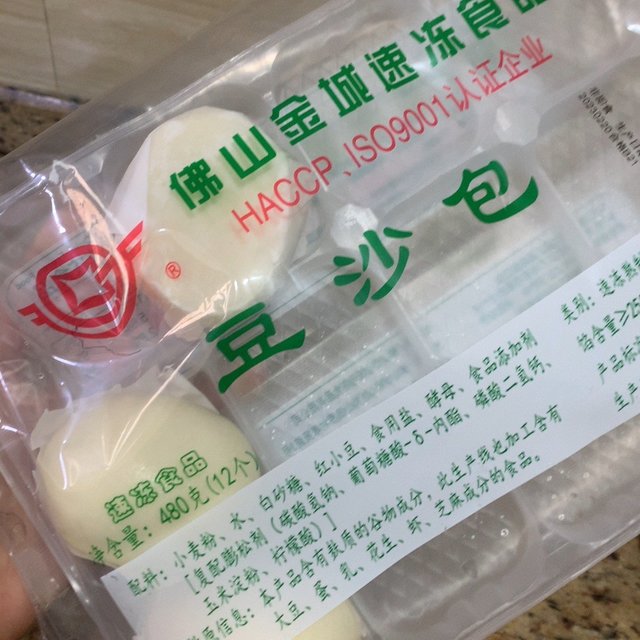 佛山金城速冻食品
HACCP、ISO9001认证企业
®
豆沙包
速冻食品
净含量: 480克(12个)
配料: 小麦粉、水、白砂糖、红小豆、食用盐、酵母、食品添加剂
[复配膨松剂 (碳酸氢钠、葡萄糖酸-δ-内酯、磷酸二氢钙、
玉米淀粉、柠檬酸)]
信息: 本产品含有麸质的谷物成分, 此生产线也加工含有
大豆、蛋、乳、花生、虾、芝麻成分的食品。
类别: 速冻
馅含量≥2
产品标
生产